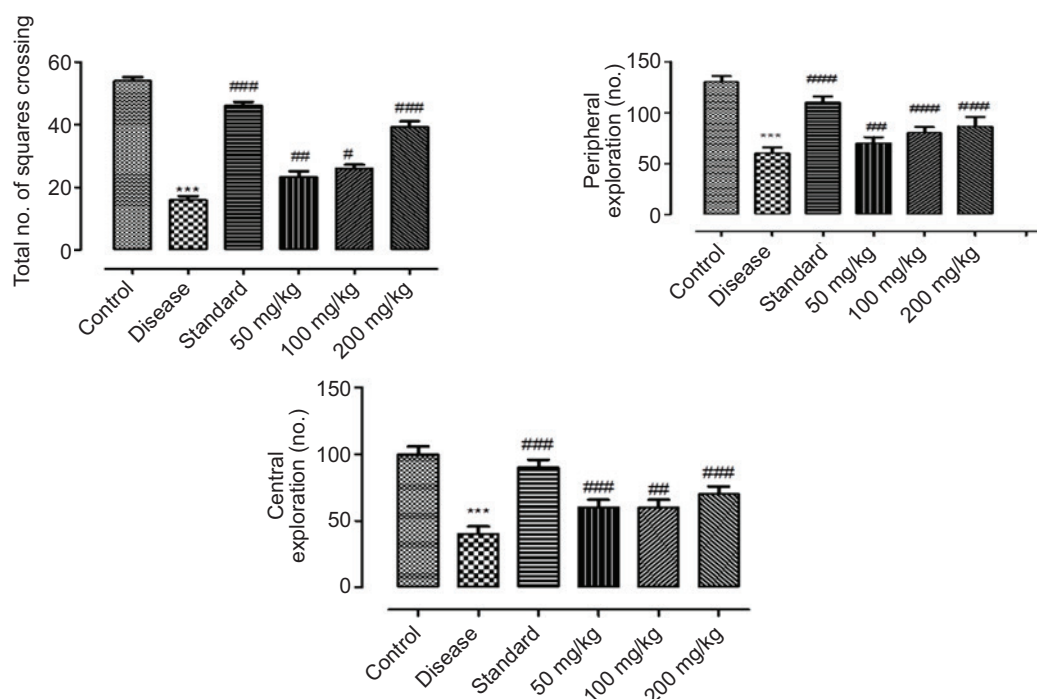 Total no. of squares crossing
60
40
20
0
***
###
##
#
###
Control
Disease
Standard
50 mg/kg
100 mg/kg
200 mg/kg
Peripheral
exploration (no.)
150
100
50
0
***
###
##
###
###
Control
Disease
Standard
50 mg/kg
100 mg/kg
200 mg/kg
Central
exploration (no.)
150
100
50
0
***
###
###
##
###
Control
Disease
Standard
50 mg/kg
100 mg/kg
200 mg/kg